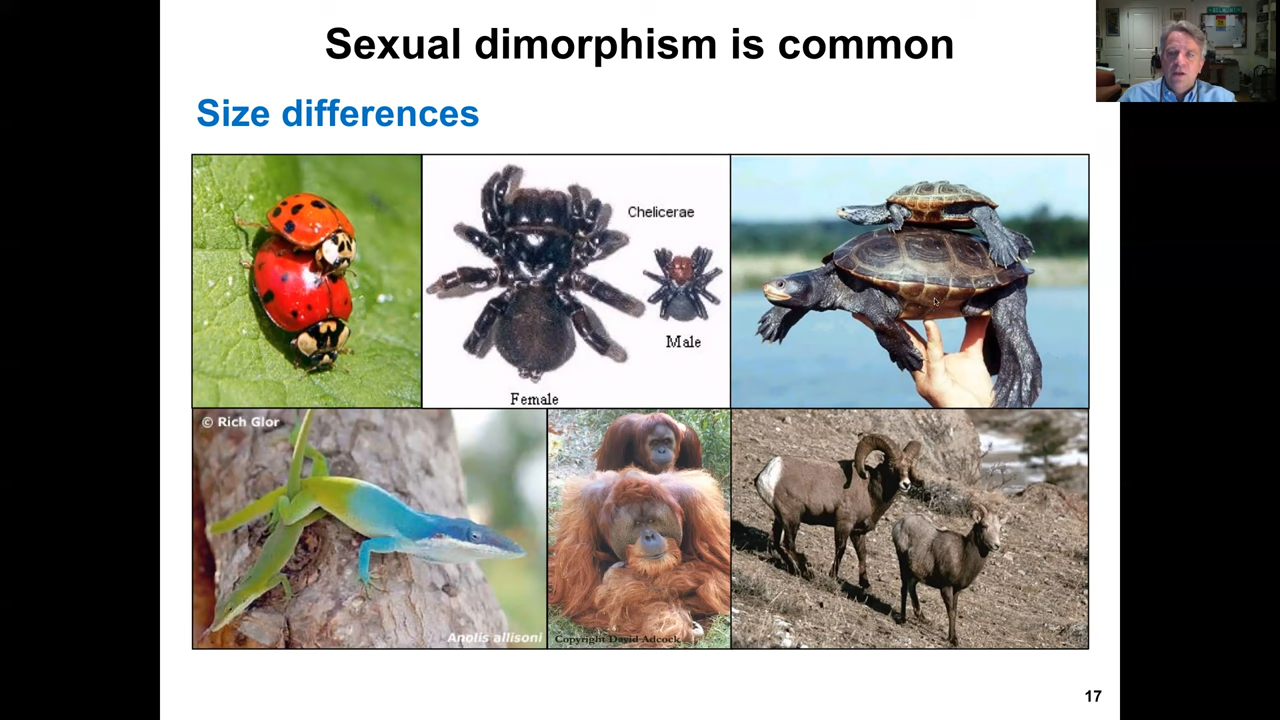 Sexual dimorphism is common
Size differences
Chelicerae
Male
Female
© Rich Glor
Anolis allisoni
Copyright David Adcock
17